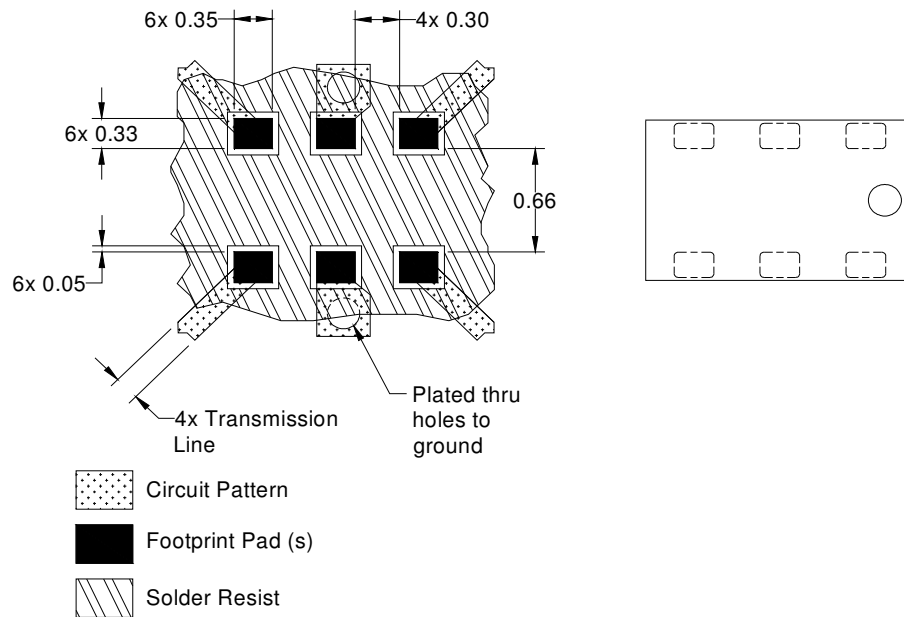 6x 0.35
4x 0.30
6x 0.33
0.66
6x 0.05
4x Transmission
Line
Plated thru
holes to
ground
Circuit Pattern
Footprint Pad (s)
Solder Resist